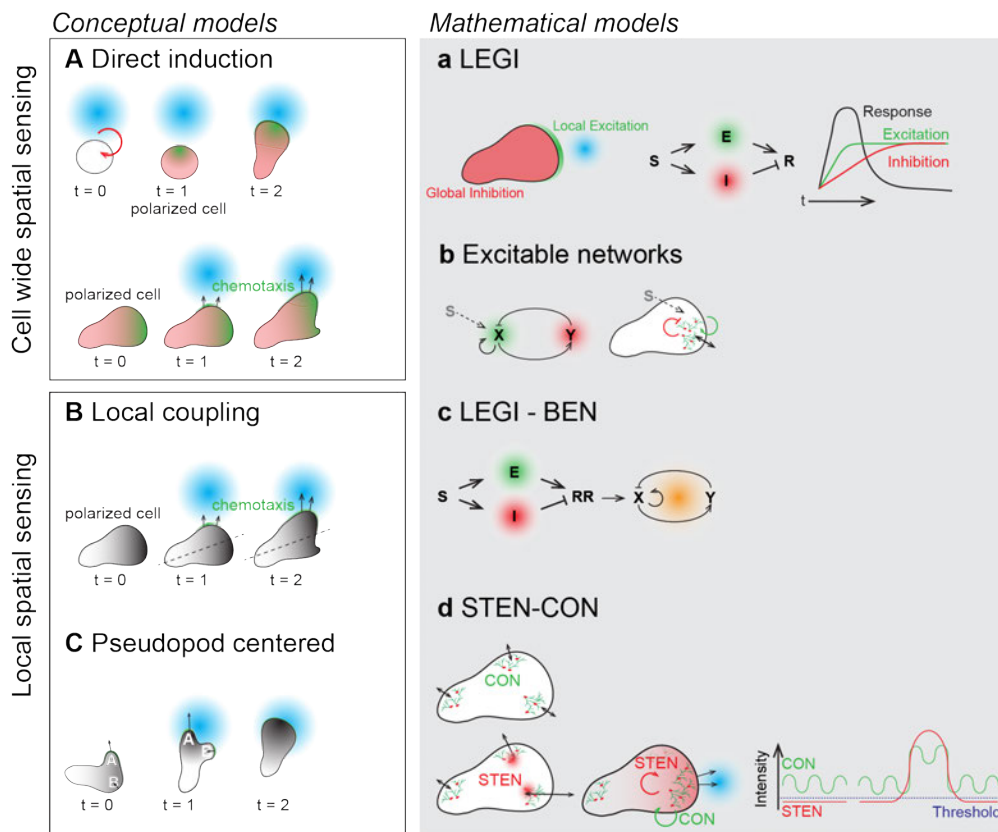 Conceptual models
Mathematical models
Cell wide spatial sensing
Local spatial sensing
A Direct induction
t = 0
t = 1
t = 2
polarized cell
polarized cell
chemotaxis
t = 0
t = 1
t = 2
B Local coupling
polarized cell
chemotaxis
t = 0
t = 1
t = 2
C Pseudopod centered
A
B
A
t = 0
t = 1
t = 2
a LEGI
Local Excitation
Global Inhibition
S
E
I
R
Response
Excitation
Inhibition
t
b Excitable networks
S
X
Y
S
c LEGI - BEN
S
E
I
RR
X
Y
d STEN-CON
CON
STEN
STEN
CON
Intensity
CON
STEN
Threshold